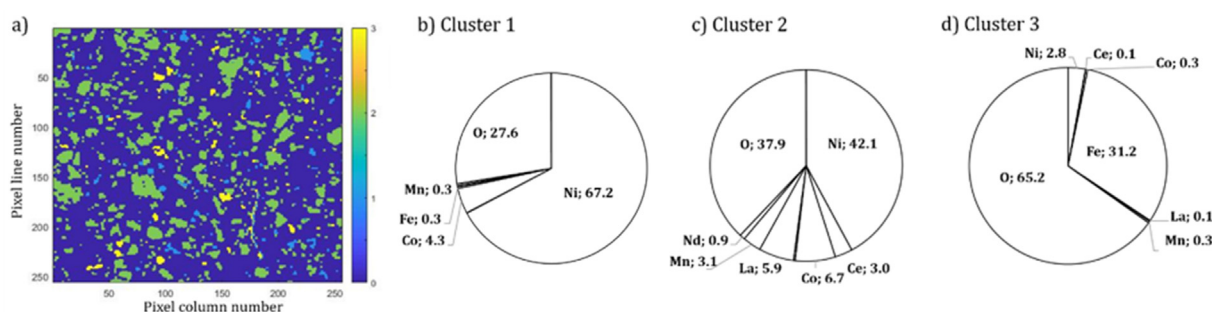 a)
Pixel line number
50
100
150
200
250
50
100
150
200
250
Pixel column number
3
2
1
0
b) Cluster 1
O; 27.6
Mn; 0.3
Fe; 0.3
Co; 4.3
Ni; 67.2
c) Cluster 2
O; 37.9
Ni; 42.1
Nd; 0.9
Mn; 3.1
La; 5.9
Co; 6.7
Ce; 3.0
d) Cluster 3
Ni; 2.8
Ce; 0.1
Co; 0.3
Fe; 31.2
O; 65.2
La; 0.1
Mn; 0.3